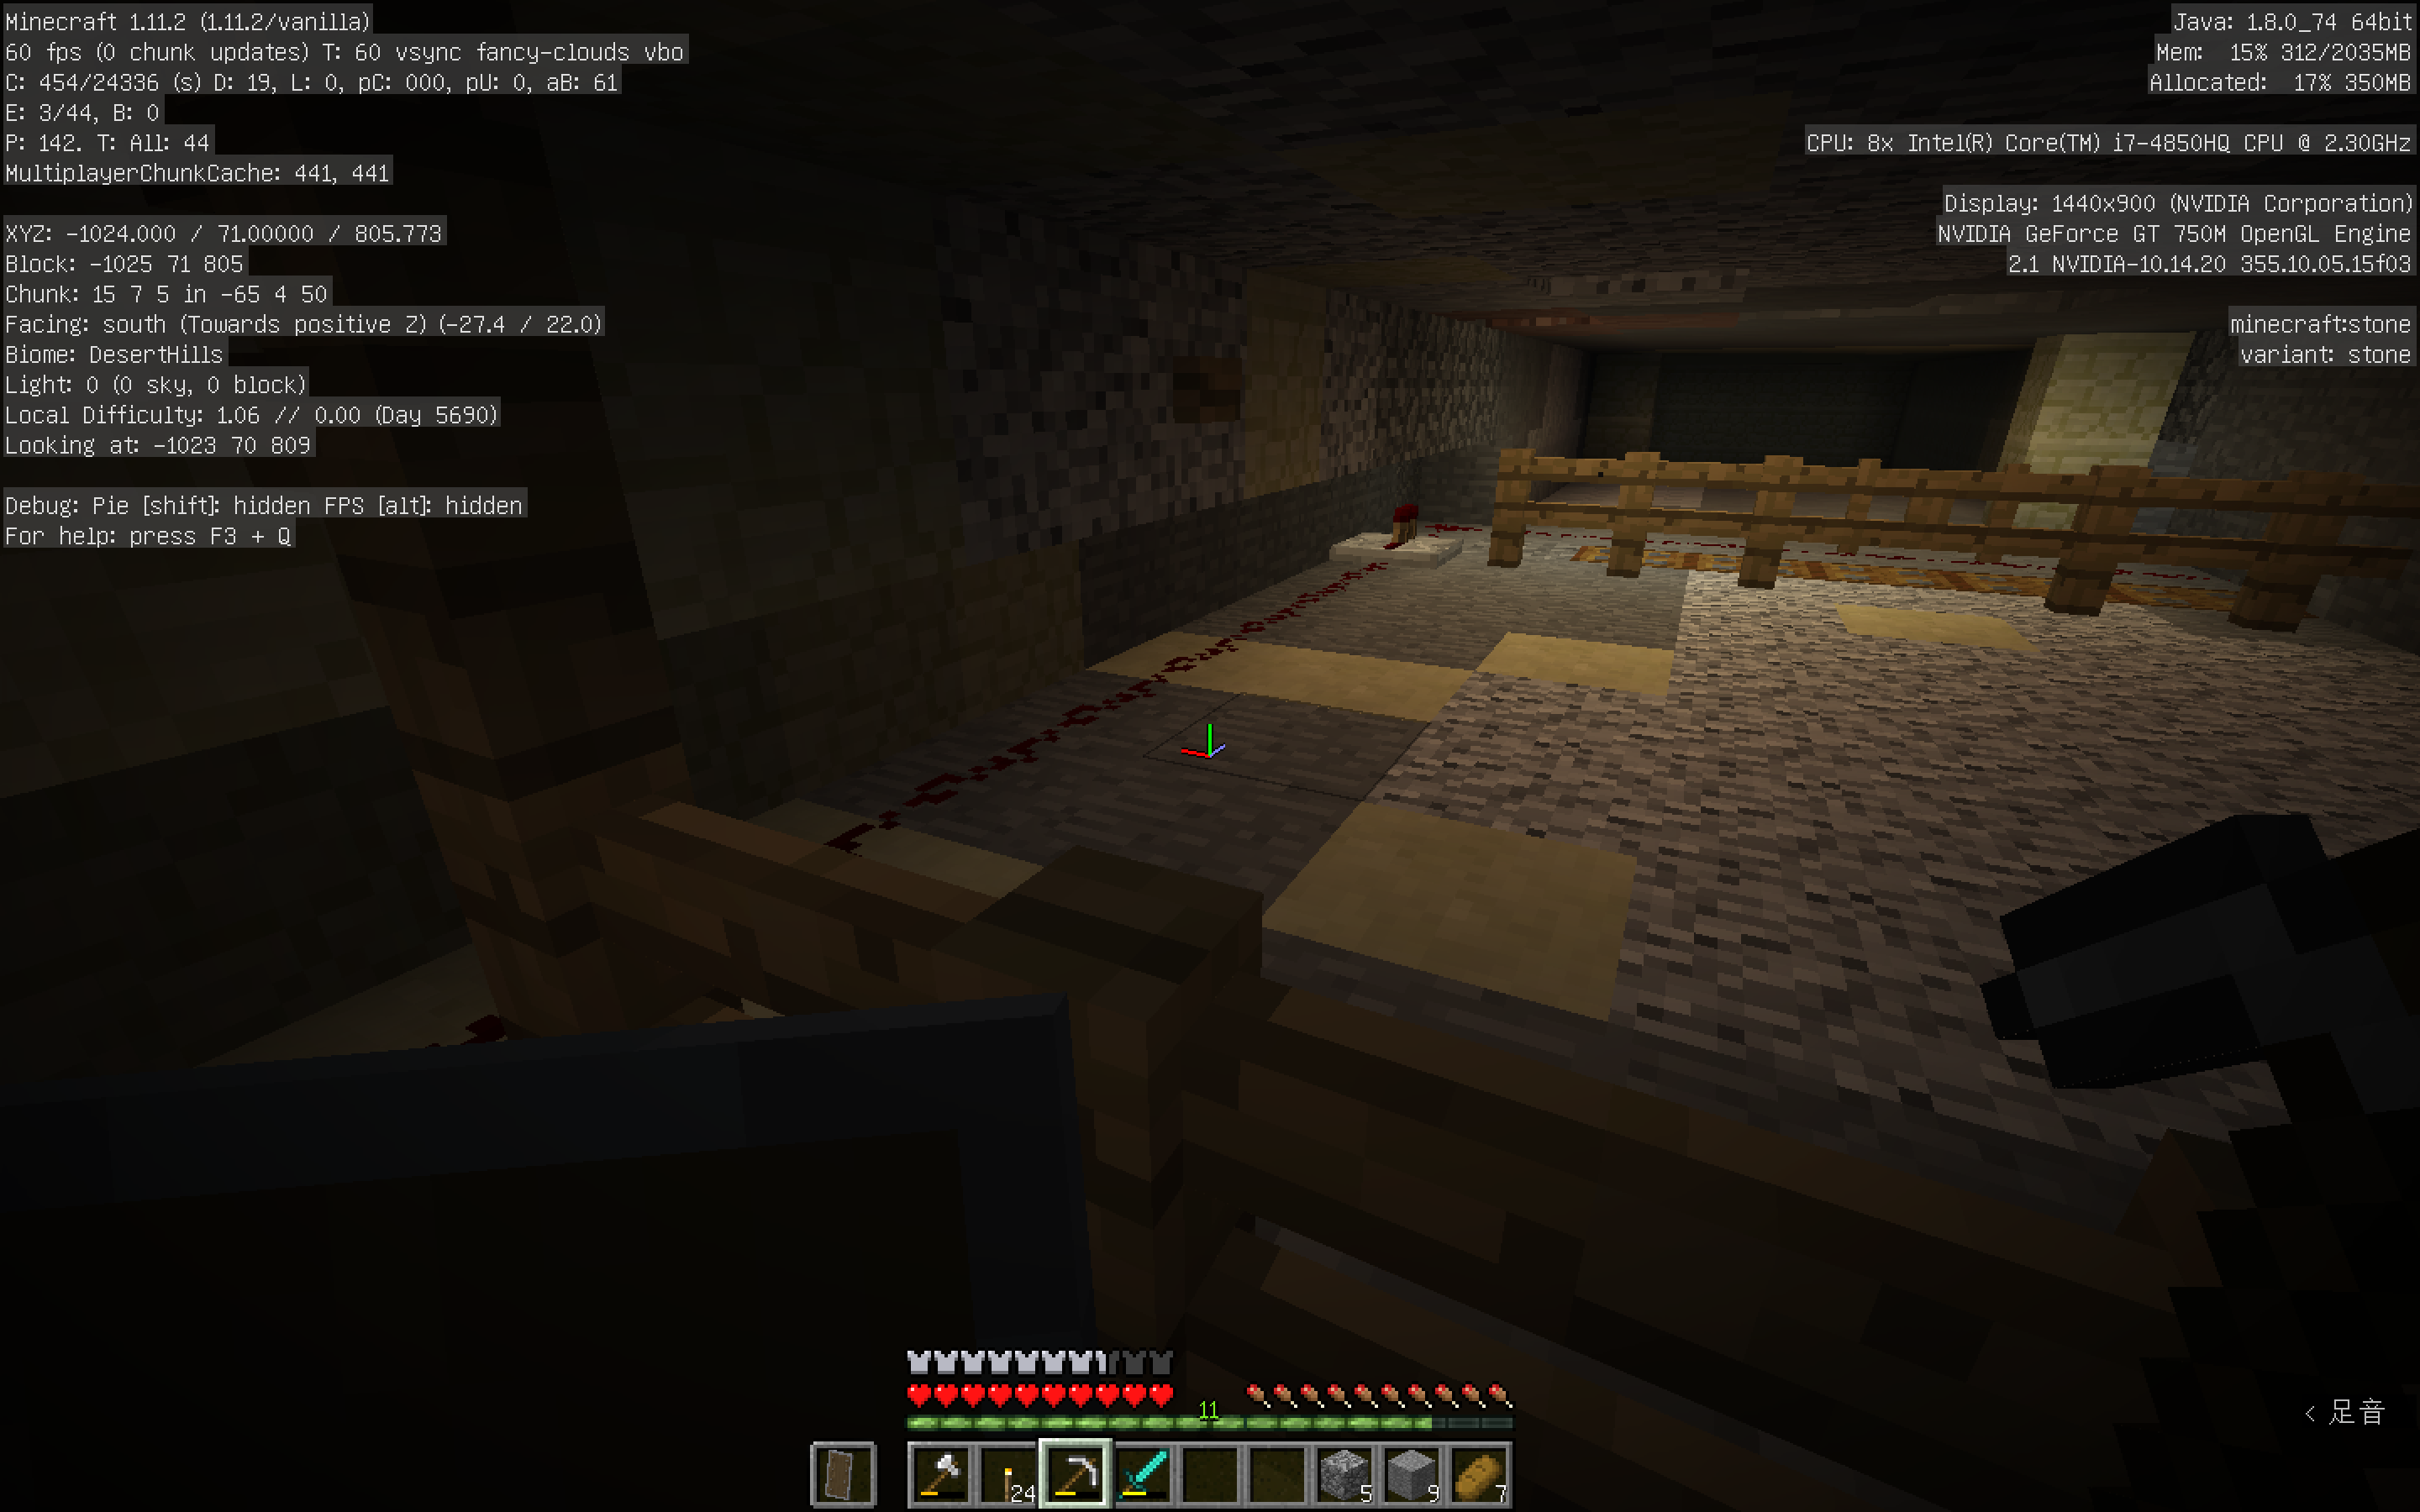 Minecraft 1.11.2 (1.11.2/vanilla)
60 fps (0 chunk updates) T: 60 vsync fancy-clouds vbo
C: 454/24336 (s) D: 19, L: 0, pC: 000, pU: 0, aB: 61
E: 3/44, B: 0
P: 142. T: All: 44
MultiplayerChunkCache: 441, 441
XYZ: -1024.000 / 71.00000 / 805.773
Block: -1025 71 805
Chunk: 15 7 5 in -65 4 50
Facing: south (Towards positive Z) (-27.4 / 22.0)
Biome: DesertHills
Light: 0 (0 sky, 0 block)
Local Difficulty: 1.06 // 0.00 (Day 5690)
Looking at: -1023 70 809
Debug: Pie [shift]: hidden FPS [alt]: hidden
For help: press F3 + Q
Java: 1.8.0_74 64bit
Mem: 15% 312/2035MB
Allocated: 17% 350MB
CPU: 8x Intel(R) Core(TM) i7-4850HQ CPU @ 2.30GHz
Display: 1440x900 (NVIDIA Corporation)
NVIDIA GeForce GT 750M OpenGL Engine
2.1 NVIDIA-10.14.20 355.10.05.15f03
minecraft:stone
variant: stone
< 足音
11
24 5 9 7